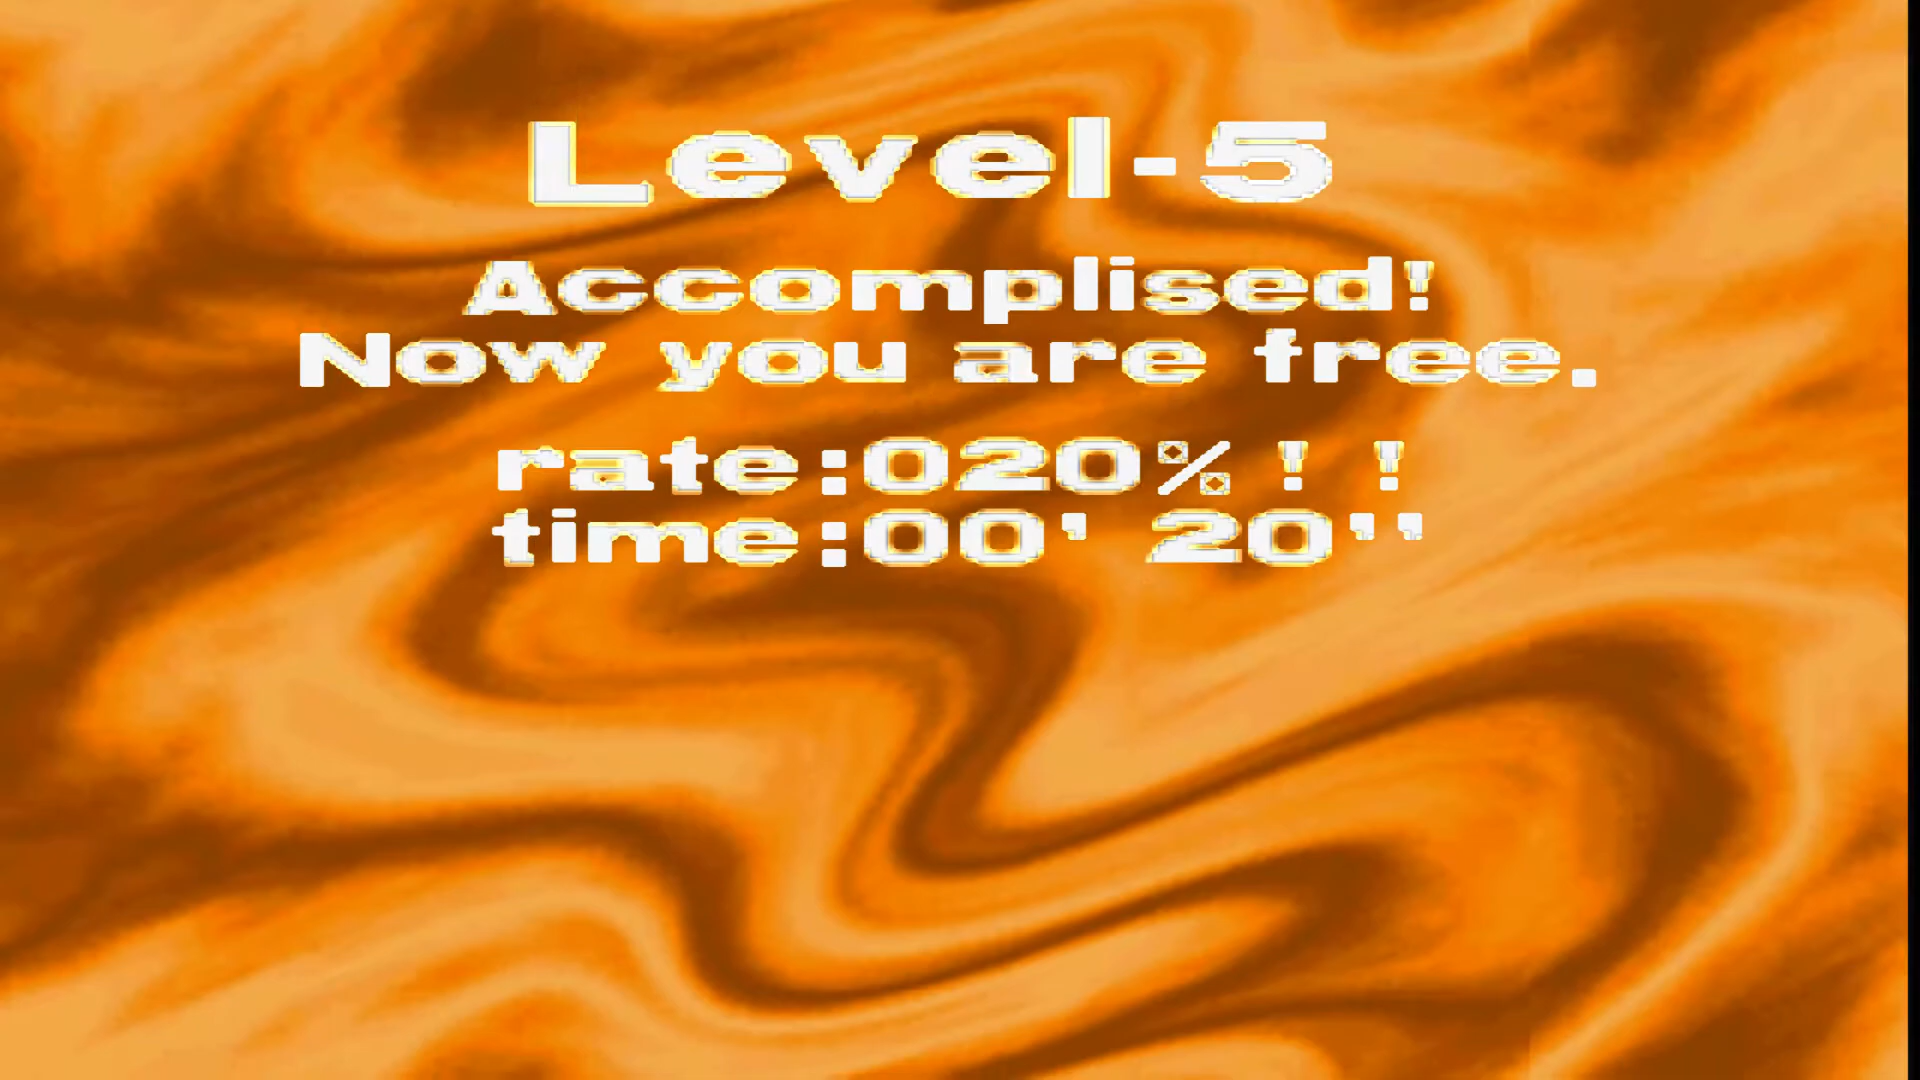 Level-5
Accomplised!
Now you are free.
rate:020% ! !
time:00' 20''